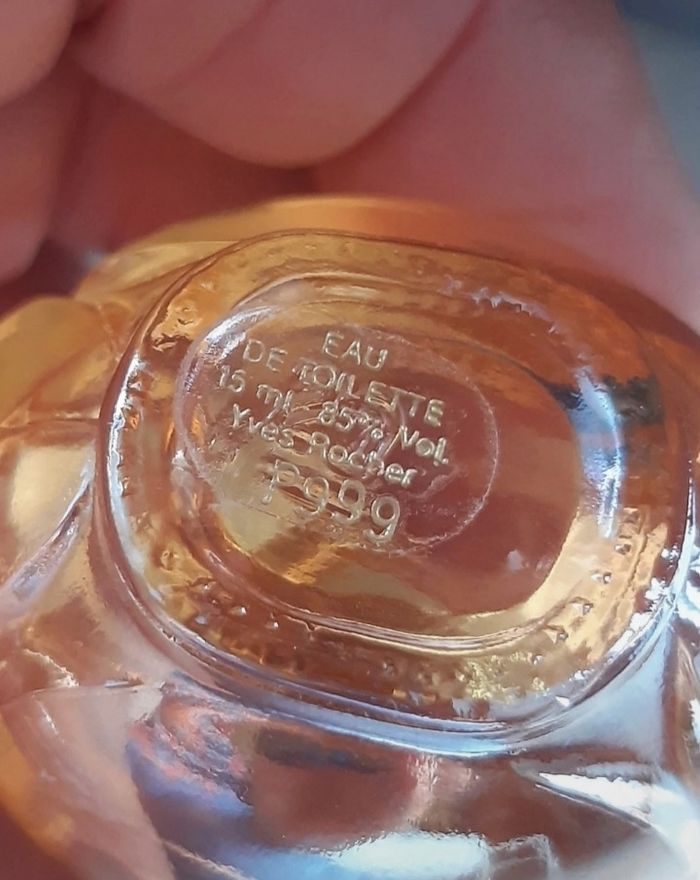 EAU
DE TOILETTE
15 ml 85% Vol.
Yves Rocher
P999